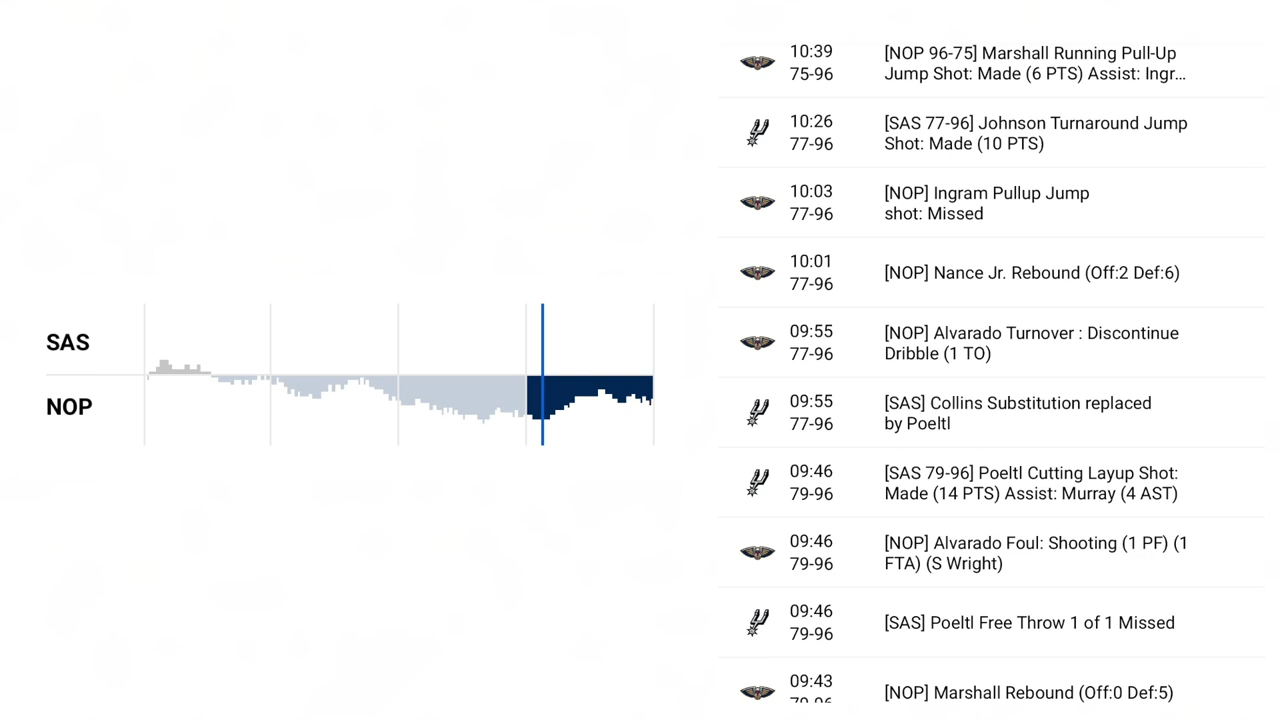 SAS
NOP
10:39
75-96
[NOP 96-75] Marshall Running Pull-Up
Jump Shot: Made (6 PTS) Assist: Ingr...
10:26
77-96
[SAS 77-96] Johnson Turnaround Jump
Shot: Made (10 PTS)
10:03
77-96
[NOP] Ingram Pullup Jump
shot: Missed
10:01
77-96
[NOP] Nance Jr. Rebound (Off:2 Def:6)
09:55
77-96
[NOP] Alvarado Turnover : Discontinue
Dribble (1 TO)
09:55
77-96
[SAS] Collins Substitution replaced
by Poeltl
09:46
79-96
[SAS 79-96] Poeltl Cutting Layup Shot:
Made (14 PTS) Assist: Murray (4 AST)
09:46
79-96
[NOP] Alvarado Foul: Shooting (1 PF) (1
FTA) (S Wright)
09:46
79-96
[SAS] Poeltl Free Throw 1 of 1 Missed
09:43
[NOP] Marshall Rebound (Off:0 Def:5)